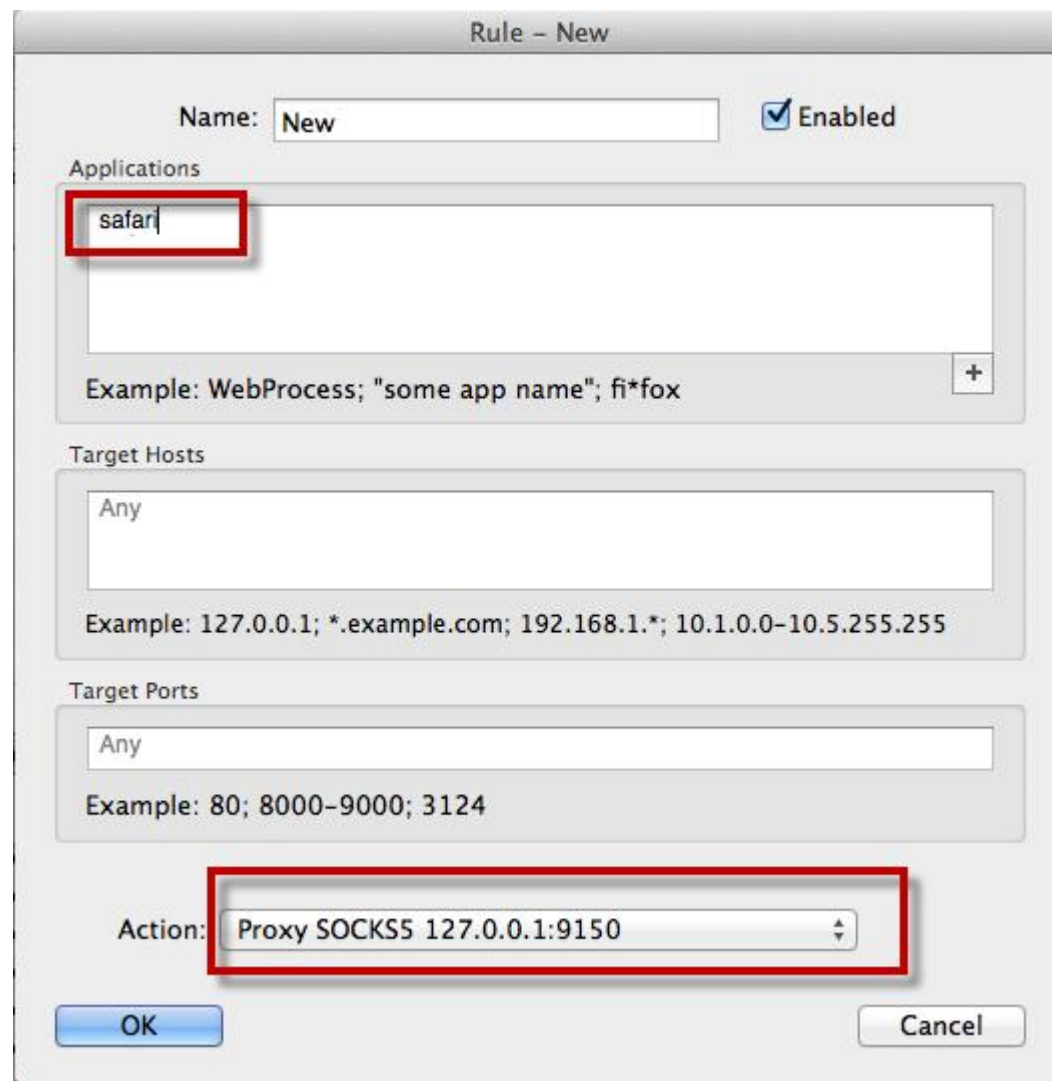 Rule – New
Name: New Enabled
Applications
safari
Example: WebProcess; "some app name"; fi*fox
+
Target Hosts
Any
Example: 127.0.0.1; *.example.com; 192.168.1.*; 10.1.0.0–10.5.255.255
Target Ports
Any
Example: 80; 8000–9000; 3124
Action: Proxy SOCKS5 127.0.0.1:9150
OK Cancel